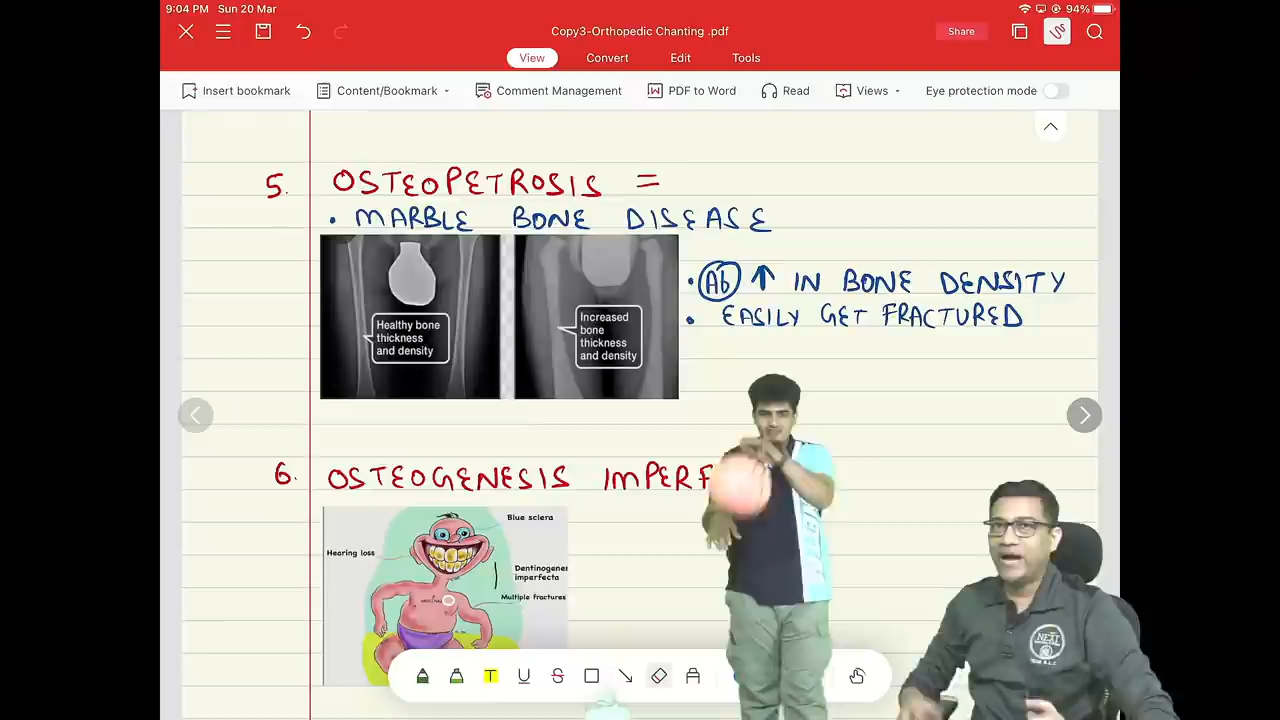 9:04 PM Sun 20 Mar 94%
Copy3-Orthopedic Chanting .pdf
Share
View Convert Edit Tools
Insert bookmark Content/Bookmark Comment Management PDF to Word Read Views Eye protection mode
5. OSTEOPETROSIS =
• MARBLE BONE DISEASE
Healthy bone
thickness
and density
Increased
bone
thickness
and density
• Ab ↑ IN BONE DENSITY
• EASILY GET FRACTURED
6. OSTEOGENESIS IMPERF
Blue sclera
Hearing loss
Dentinogene
imperfecta
Multiple fractures
T U S